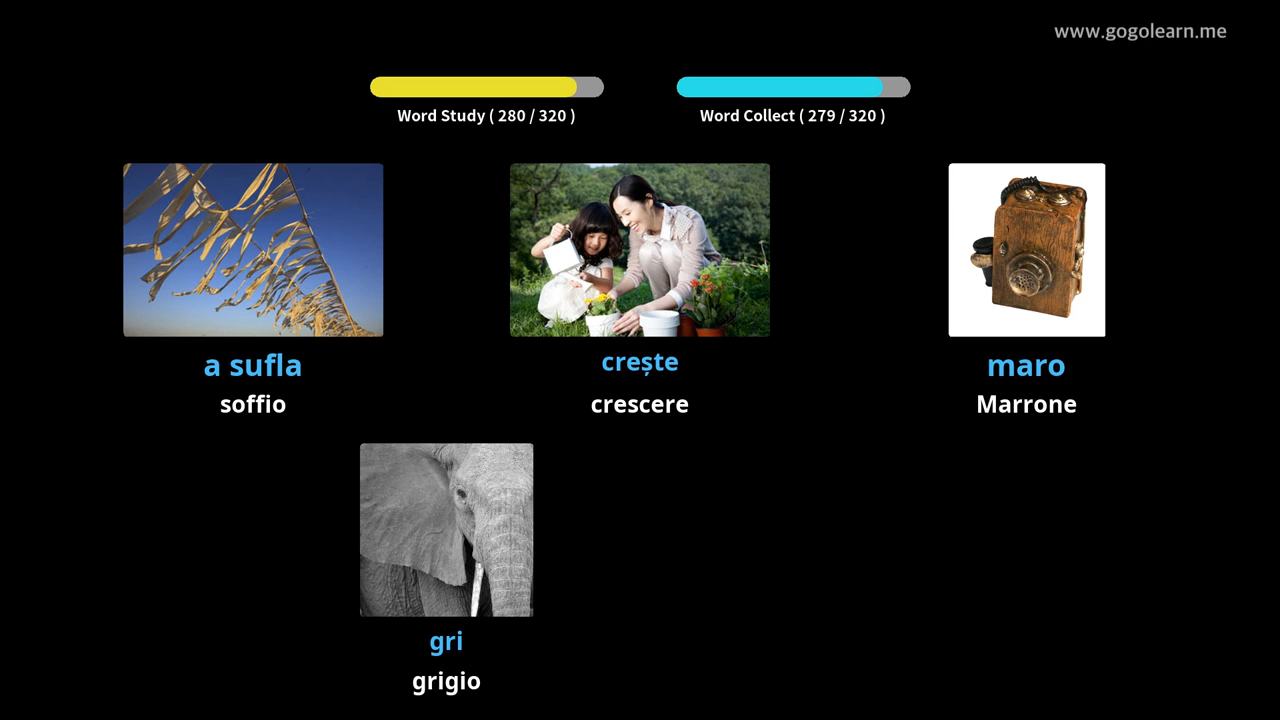 www.gogolearn.me
Word Study ( 280 / 320 )
Word Collect ( 279 / 320 )
a sufla
crește
maro
soffio
crescere
Marrone
gri
grigio